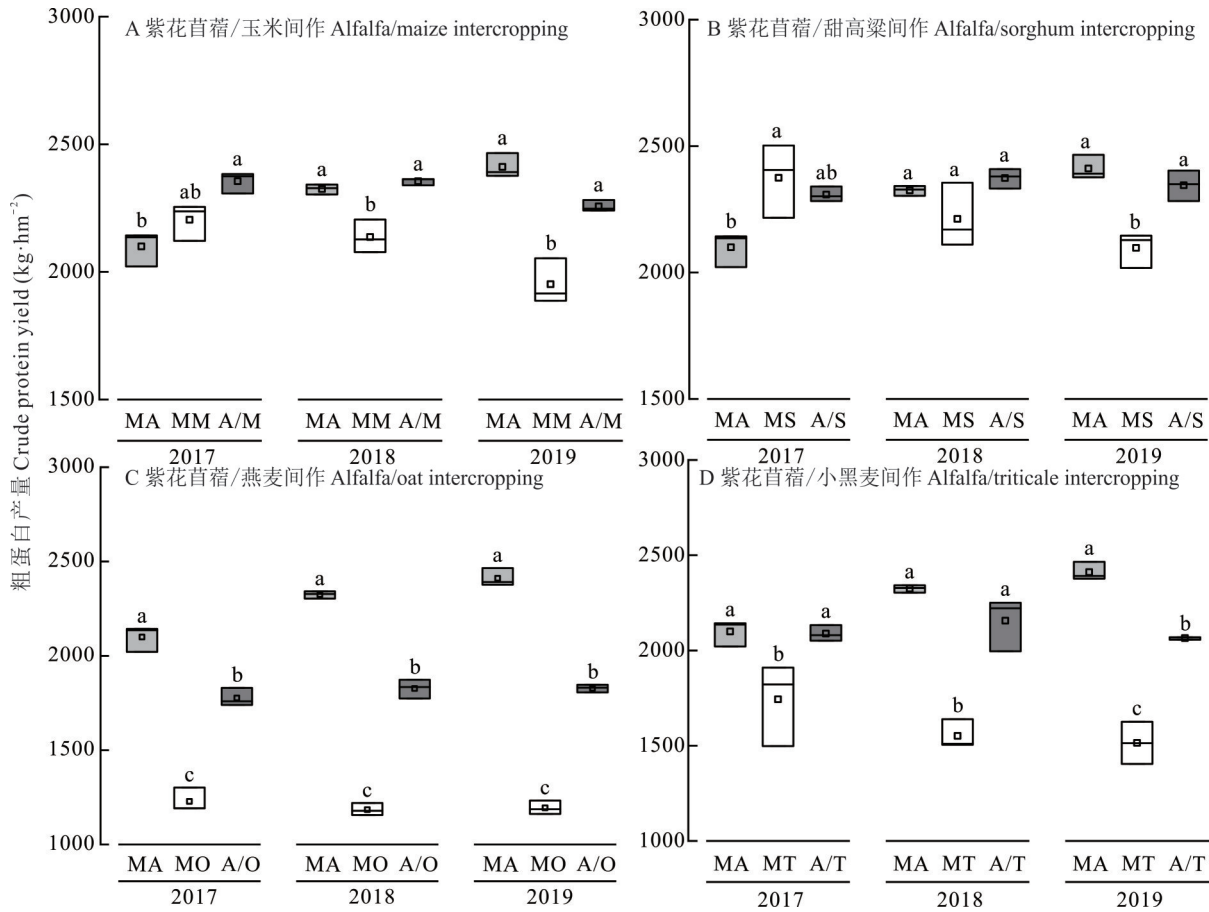 粗蛋白产量 Crude protein yield (kg·hm⁻²)
A 紫花苜蓿/玉米间作 Alfalfa/maize intercropping
3000
2500
2000
1500
b ab a a b a a b a
MA MM A/M MA MM A/M MA MM A/M
2017 2018 2019
B 紫花苜蓿/甜高粱间作 Alfalfa/sorghum intercropping
3000
2500
2000
1500
b a ab a a a a b a
MA MS A/S MA MS A/S MA MS A/S
2017 2018 2019
C 紫花苜蓿/燕麦间作 Alfalfa/oat intercropping
3000
2500
2000
1500
1000
a c b a c b a c b
MA MO A/O MA MO A/O MA MO A/O
2017 2018 2019
D 紫花苜蓿/小黑麦间作 Alfalfa/triticale intercropping
3000
2500
2000
1500
1000
a b a a b a a c b
MA MT A/T MA MT A/T MA MT A/T
2017 2018 2019